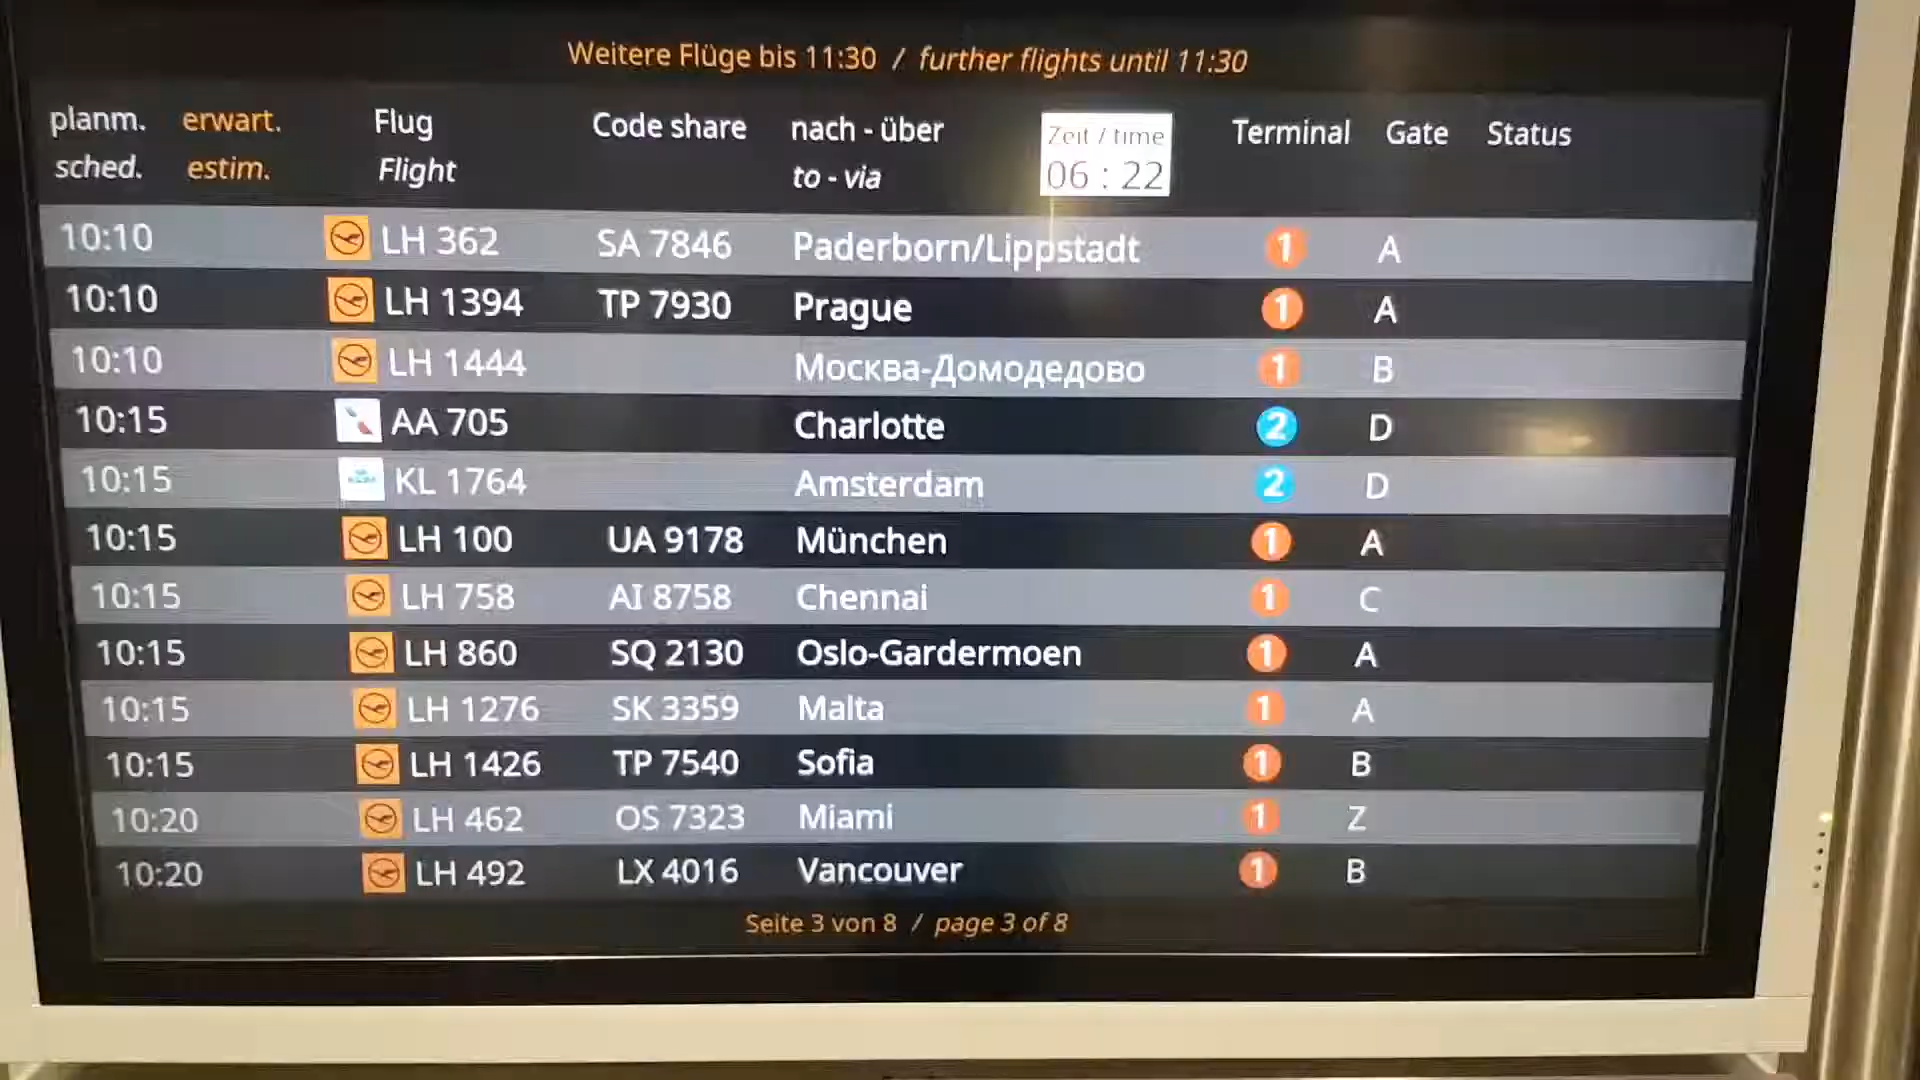 Weitere Flüge bis 11:30 / further flights until 11:30
planm. erwart. Flug Code share nach - über Zeit / time Terminal Gate Status
sched. estim. Flight to - via 06 : 22
10:10 LH 362 SA 7846 Paderborn/Lippstadt 1 A
10:10 LH 1394 TP 7930 Prague 1 A
10:10 LH 1444 Москва-Домодедово 1 B
10:15 AA 705 Charlotte 2 D
10:15 KL 1764 Amsterdam 2 D
10:15 LH 100 UA 9178 München 1 A
10:15 LH 758 AI 8758 Chennai 1 C
10:15 LH 860 SQ 2130 Oslo-Gardermoen 1 A
10:15 LH 1276 SK 3359 Malta 1 A
10:15 LH 1426 TP 7540 Sofia 1 B
10:20 LH 462 OS 7323 Miami 1 Z
10:20 LH 492 LX 4016 Vancouver 1 B
Seite 3 von 8 / page 3 of 8